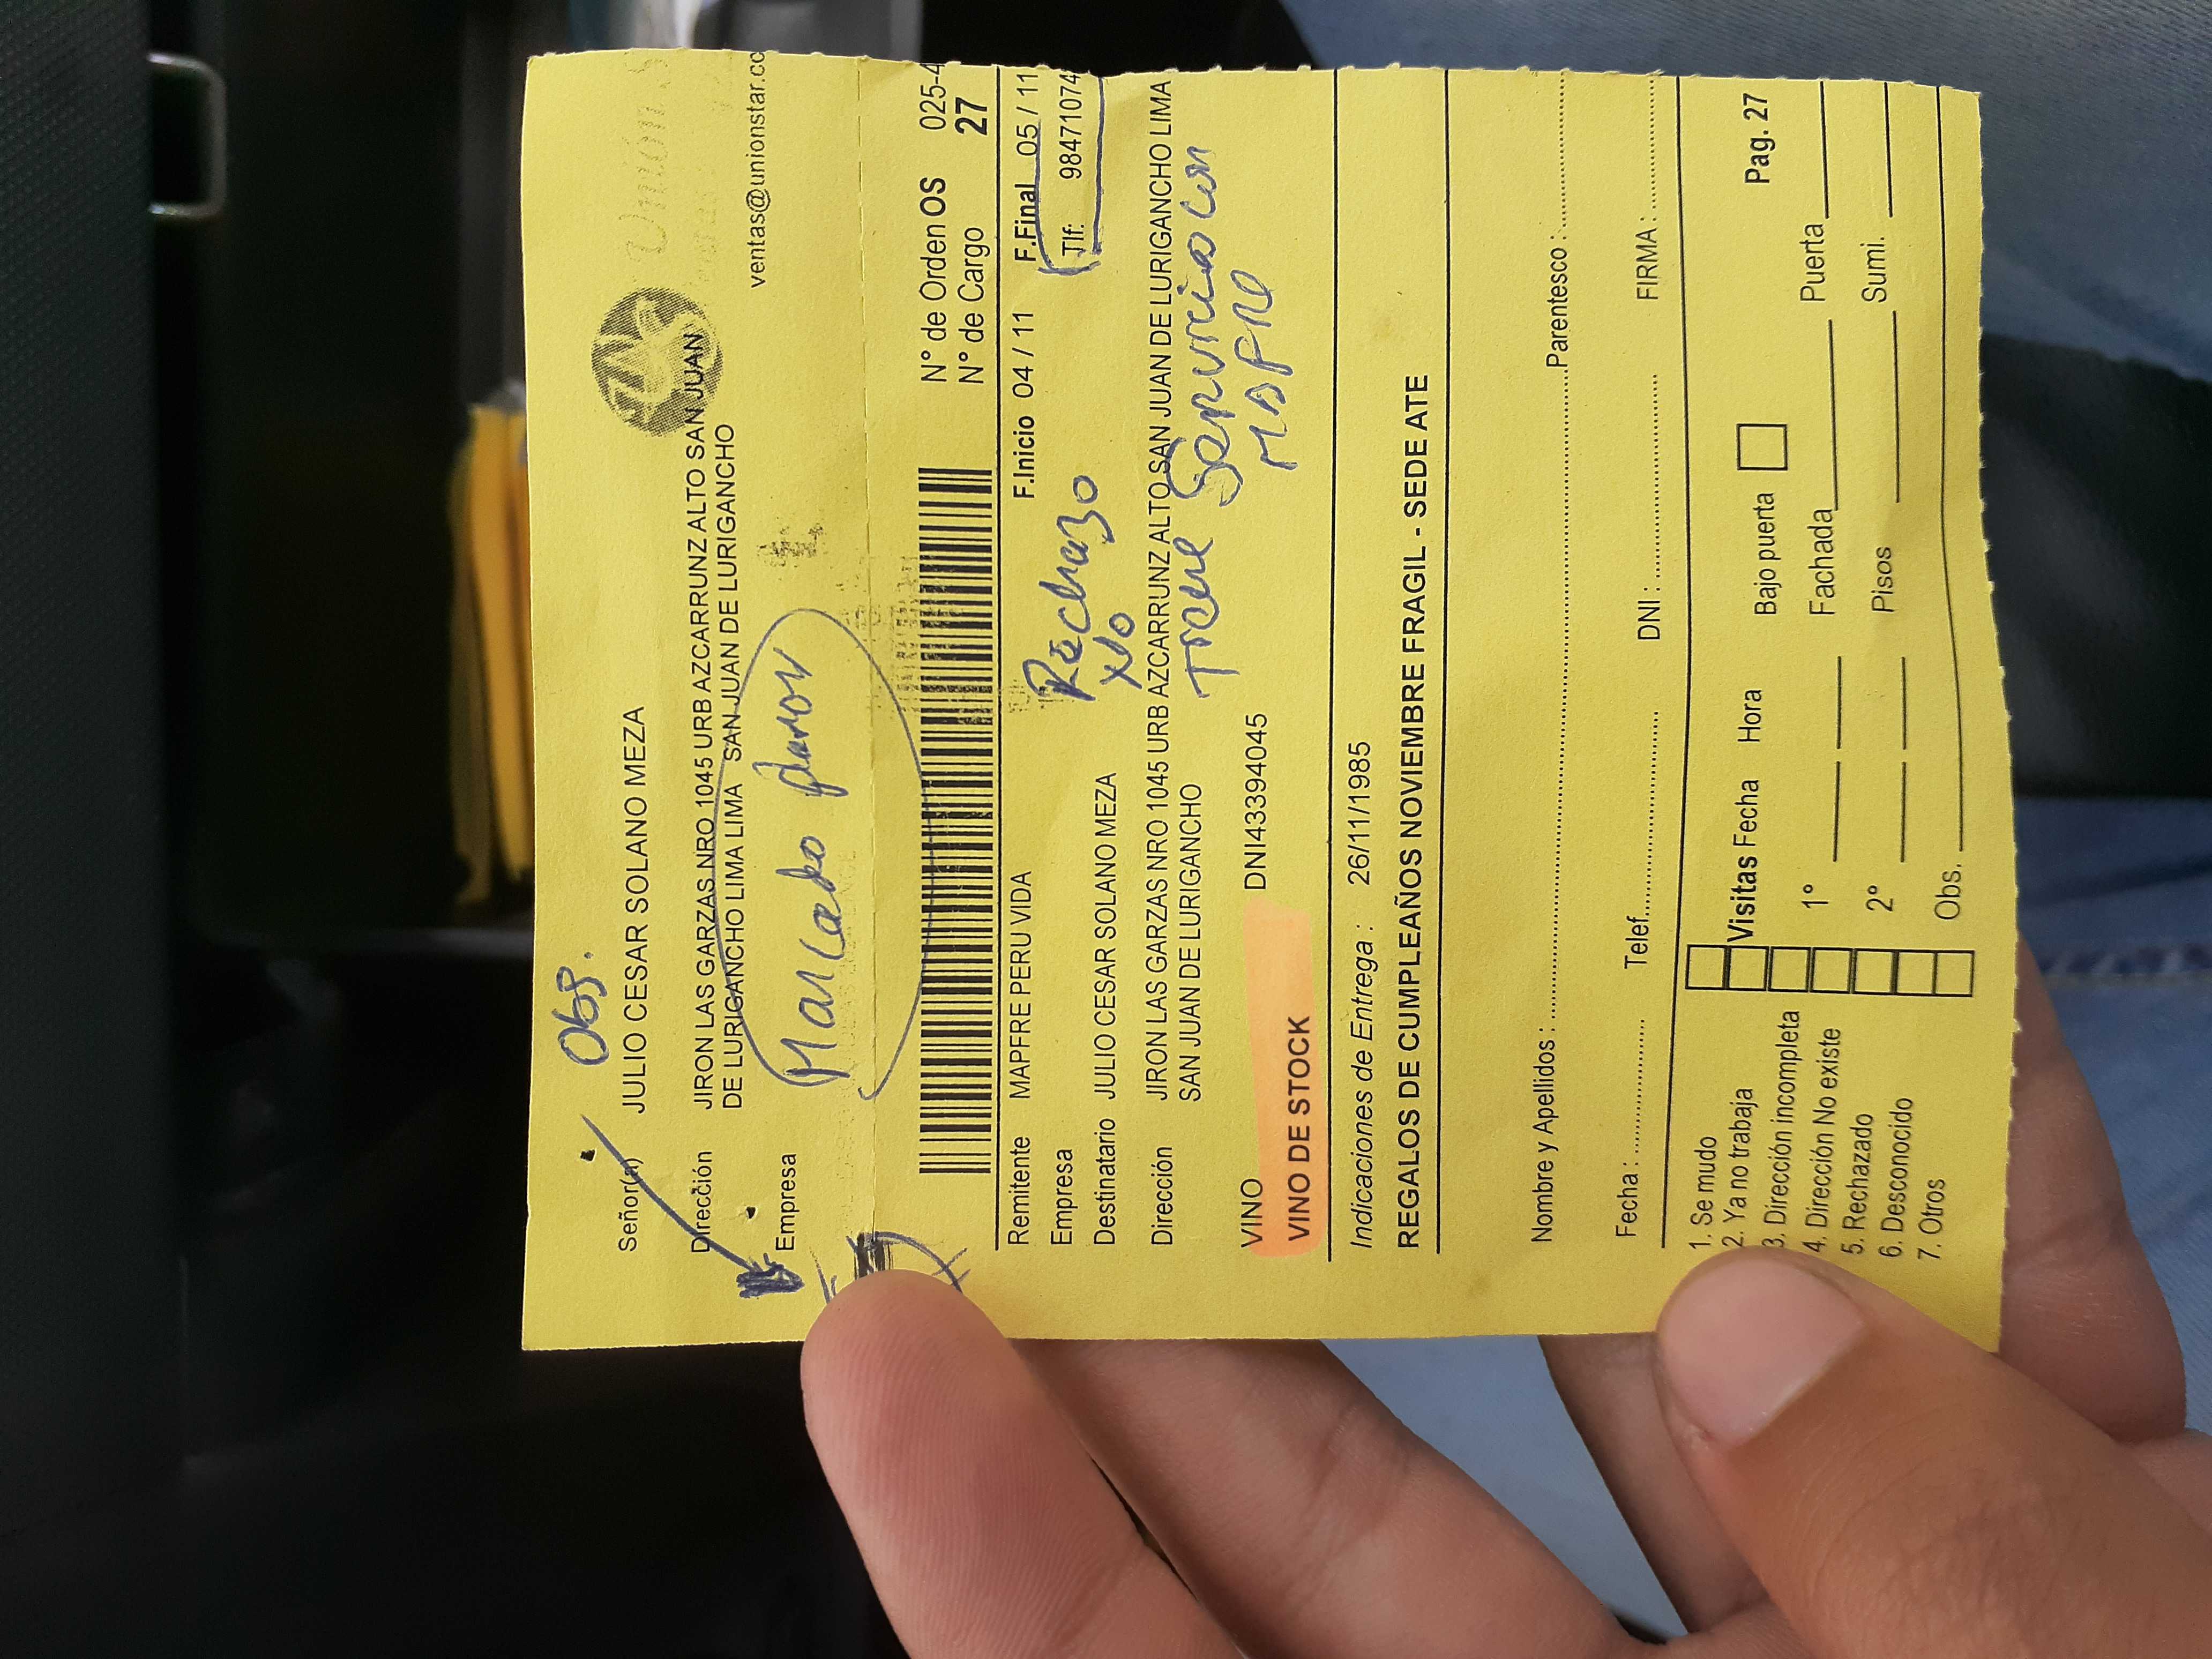 Obs.
Señor(a) JULIO CESAR SOLANO MEZA
Dirección JIRON LAS GARZAS NRO 1045 URB AZCARRUNZ ALTO SAN JUAN
DE LURIGANCHO LIMA LIMA SAN JUAN DE LURIGANCHO
ventas@unionstar.co
Empresa
N° de Orden OS 025-4
N° de Cargo 27
Remitente MAPFRE PERU VIDA F.Inicio 04 / 11 F.Final 05 / 11
Empresa Tlf: 98471074
Rechazo
Destinatario JULIO CESAR SOLANO MEZA
No
Dirección JIRON LAS GARZAS NRO 1045 URB AZCARRUNZ ALTO SAN JUAN DE LURIGANCHO LIMA
SAN JUAN DE LURIGANCHO
Tiene Servicio con
MAPFRE
VINO DNI43394045
VINO DE STOCK
Indicaciones de Entrega : 26/11/1985
REGALOS DE CUMPLEAÑOS NOVIEMBRE FRAGIL - SEDE ATE
Nombre y Apellidos : Parentesco :
Fecha : Telef. DNI : FIRMA :
1. Se mudo
2. Ya no trabaja
3. Dirección incompleta
4. Dirección No existe
5. Rechazado
6. Desconocido
7. Otros
Visitas Fecha Hora Bajo puerta Pag. 27
1° Fachada Puerta
2° Pisos Sumi.
Obs.